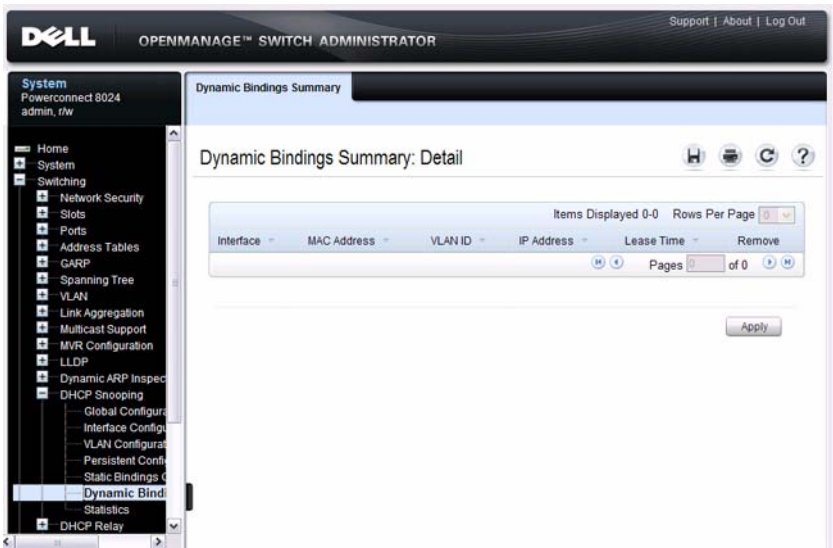 Support | About | Log Out
DELL
OPENMANAGE™ SWITCH ADMINISTRATOR
System
Powerconnect 8024
admin, r/w
Home
System
Switching
Network Security
Slots
Ports
Address Tables
GARP
Spanning Tree
VLAN
Link Aggregation
Multicast Support
MVR Configuration
LLDP
Dynamic ARP Inspec
DHCP Snooping
Global Configura
Interface Configu
VLAN Configurat
Persistent Confi
Static Bindings C
Dynamic Bindi
Statistics
DHCP Relay
Dynamic Bindings Summary
Dynamic Bindings Summary: Detail
Items Displayed 0-0 Rows Per Page 0
Interface MAC Address VLAN ID IP Address Lease Time Remove
Pages 0 of 0
Apply